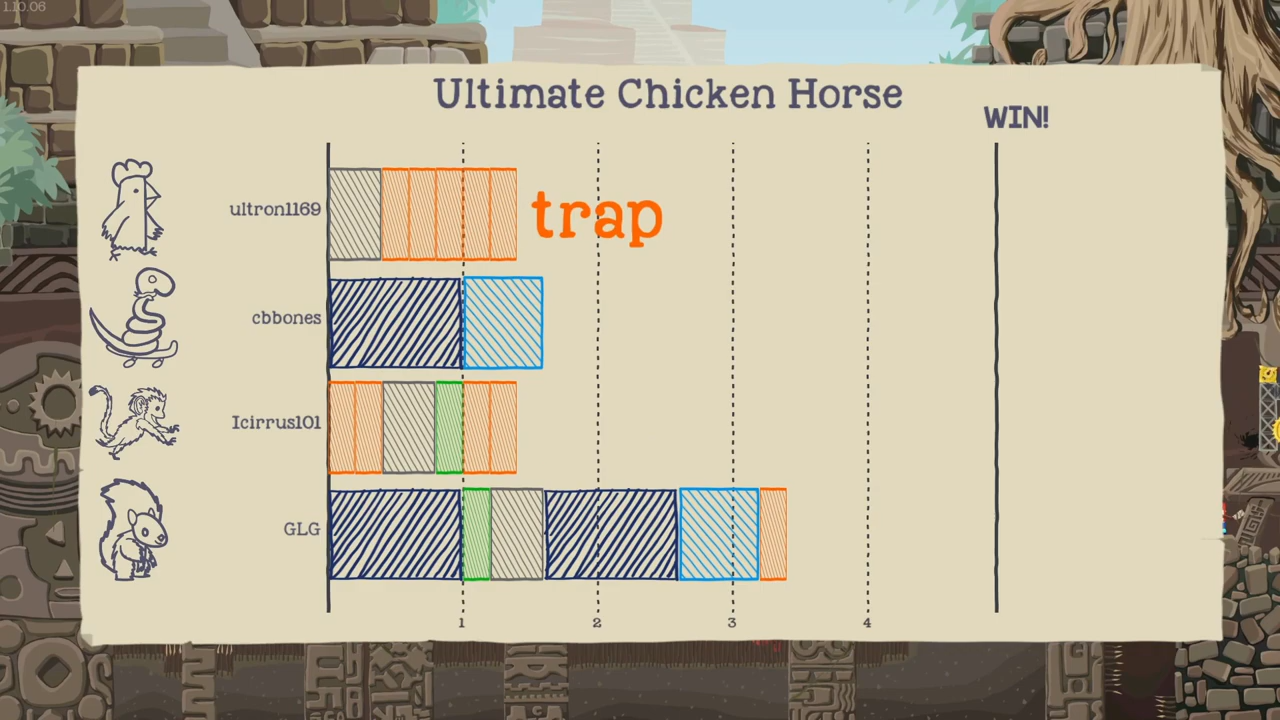 1.10.06
Ultimate Chicken Horse
WIN!
ultron1169
trap
cbbones
Icirrus101
GLG
1 2 3 4